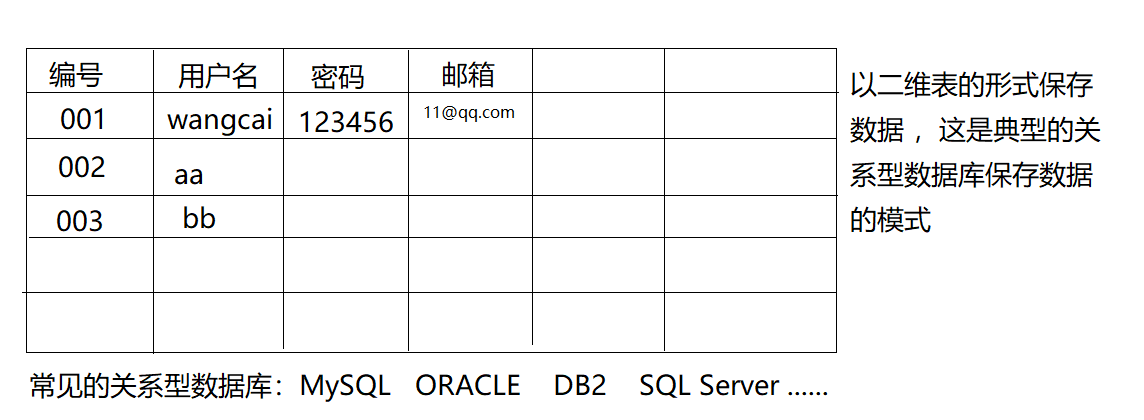 编号 用户名 密码 邮箱
001 wangcai 123456 11@qq.com
002 aa
003 bb
以二维表的形式保存
数据 ，这是典型的关
系型数据库保存数据
的模式
常见的关系型数据库：MySQL ORACLE DB2 SQL Server ......